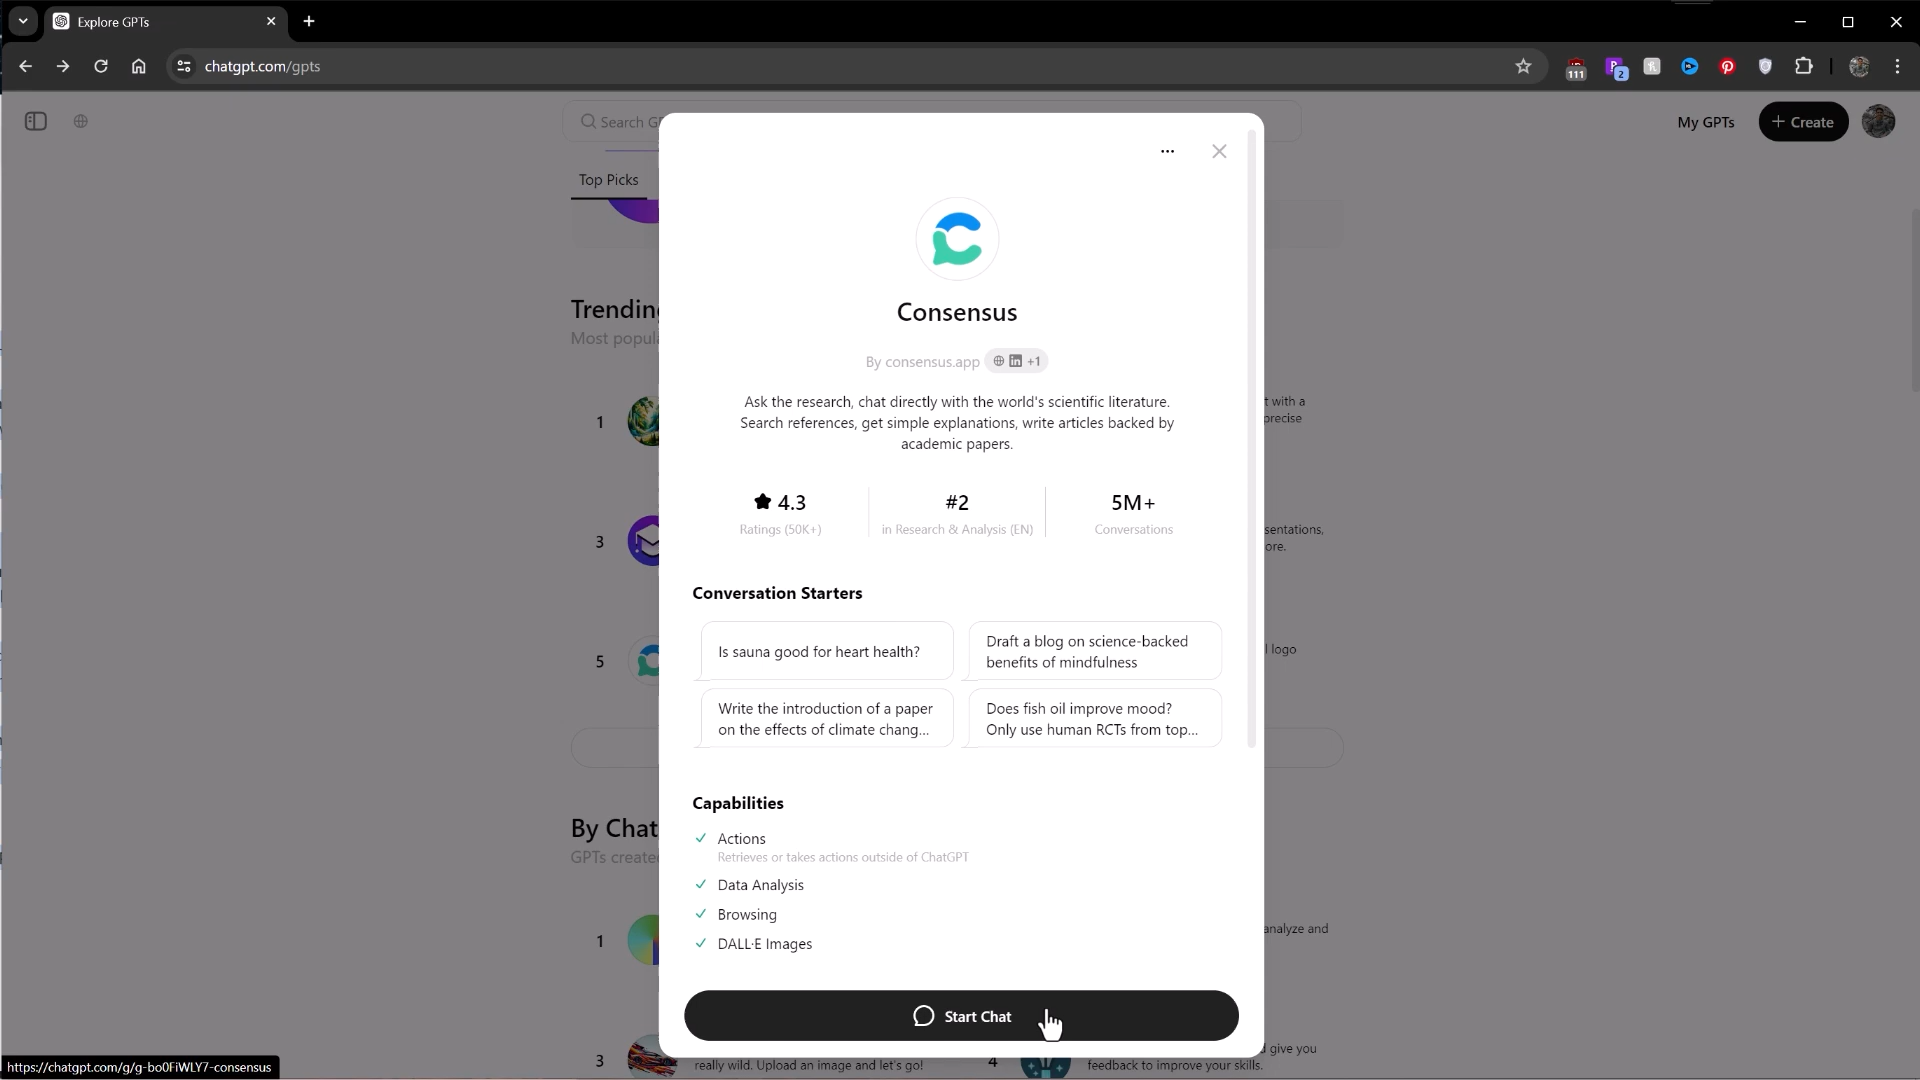 Explore GPTs
chatgpt.com/gpts
111
2
Search G
My GPTs
+ Create
Top Picks
Trending
Most popula
1
t with a
precise
3
sentations,
ore.
5
l logo
By Chat
GPTs create
1
analyze and
3
really wild. Upload an image and let's go!
4
d give you
feedback to improve your skills.
Consensus
By consensus.app
in
+1
Ask the research, chat directly with the world's scientific literature.
Search references, get simple explanations, write articles backed by
academic papers.
4.3
Ratings (50K+)
#2
in Research & Analysis (EN)
5M+
Conversations
Conversation Starters
Is sauna good for heart health?
Draft a blog on science-backed
benefits of mindfulness
Write the introduction of a paper
on the effects of climate chang...
Does fish oil improve mood?
Only use human RCTs from top...
Capabilities
Actions
Retrieves or takes actions outside of ChatGPT
Data Analysis
Browsing
DALL·E Images
Start Chat
https://chatgpt.com/g/g-bo0FiWLY7-consensus